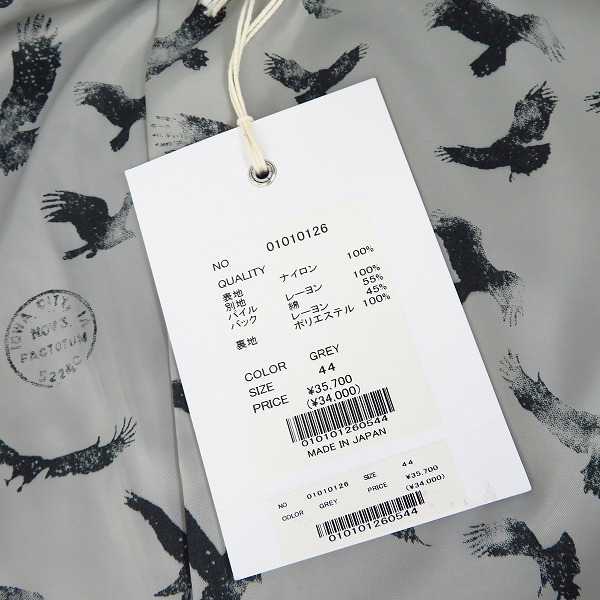 NO 01010126
QUALITY
表地 ナイロン 100%
別地 レーヨン 100%
パイル 綿 55%
バック レーヨン 45%
裏地 ポリエステル 100%
COLOR GREY
SIZE 44
PRICE ¥35,700
(¥34,000)
010101260544
MADE IN JAPAN
NO 01010126 SIZE 44
COLOR GREY PRICE ¥35,700
(¥34,000)
010101260544
IOWA CITY, IA
NOV 5
FACTOTUM